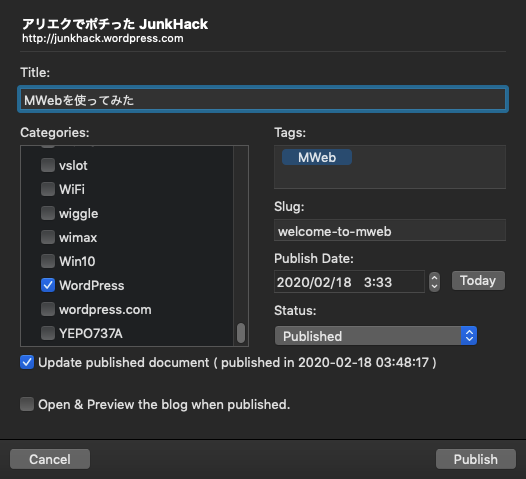 アリエクでポチった JunkHack
http://junkhack.wordpress.com
Title:
MWebを使ってみた
Categories:
vslot
WiFi
wiggle
wimax
Win10
WordPress
wordpress.com
YEPO737A
Tags:
MWeb
Slug:
welcome-to-mweb
Publish Date:
2020/02/18 3:33
Today
Status:
Published
Update published document ( published in 2020-02-18 03:48:17 )
Open & Preview the blog when published.
Cancel
Publish